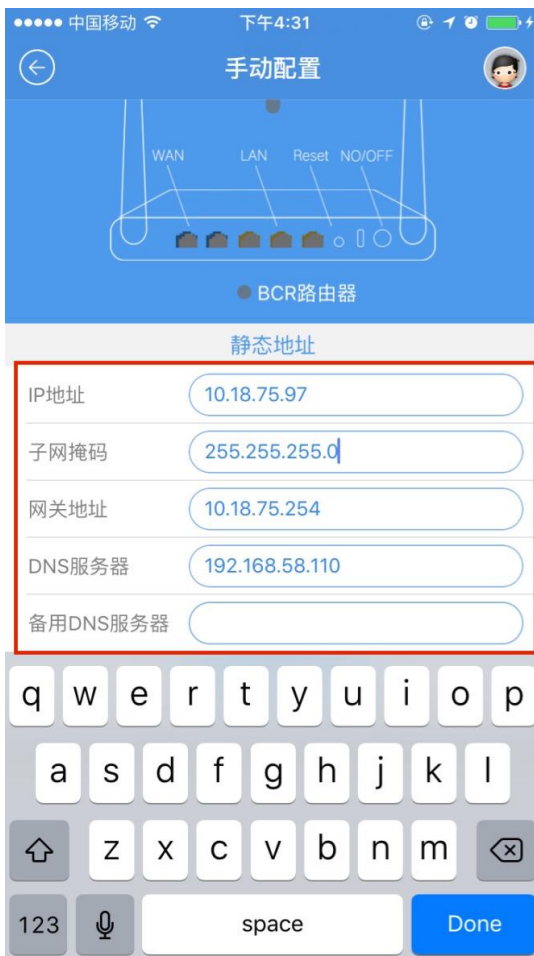 中国移动 下午4:31
手动配置
WAN LAN Reset NO/OFF
BCR路由器
静态地址
IP地址 10.18.75.97
子网掩码 255.255.255.0
网关地址 10.18.75.254
DNS服务器 192.168.58.110
备用DNS服务器
q w e r t y u i o p
a s d f g h j k l
z x c v b n m
123 space Done